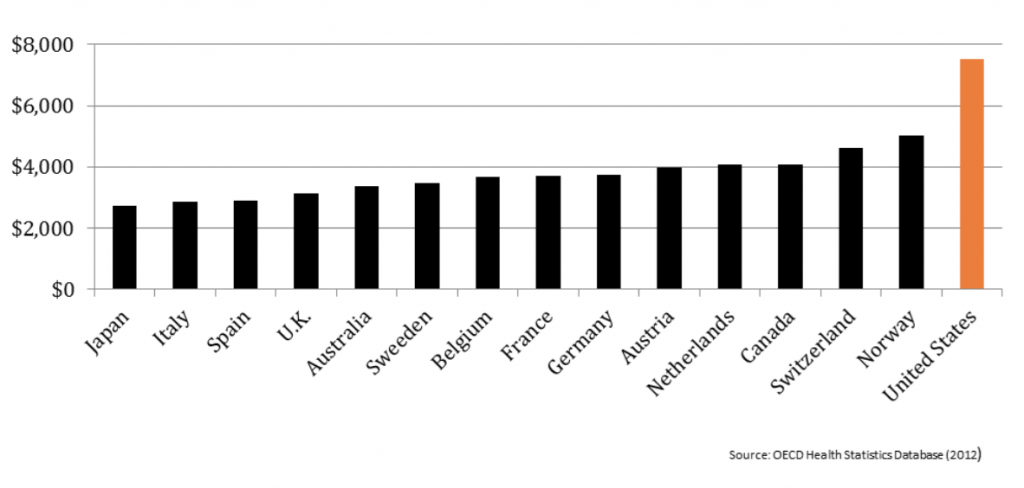 $8,000
$6,000
$4,000
$2,000
$0
Japan
Italy
Spain
U.K.
Australia
Sweeden
Belgium
France
Germany
Austria
Netherlands
Canada
Switzerland
Norway
United States
Source: OECD Health Statistics Database (2012)